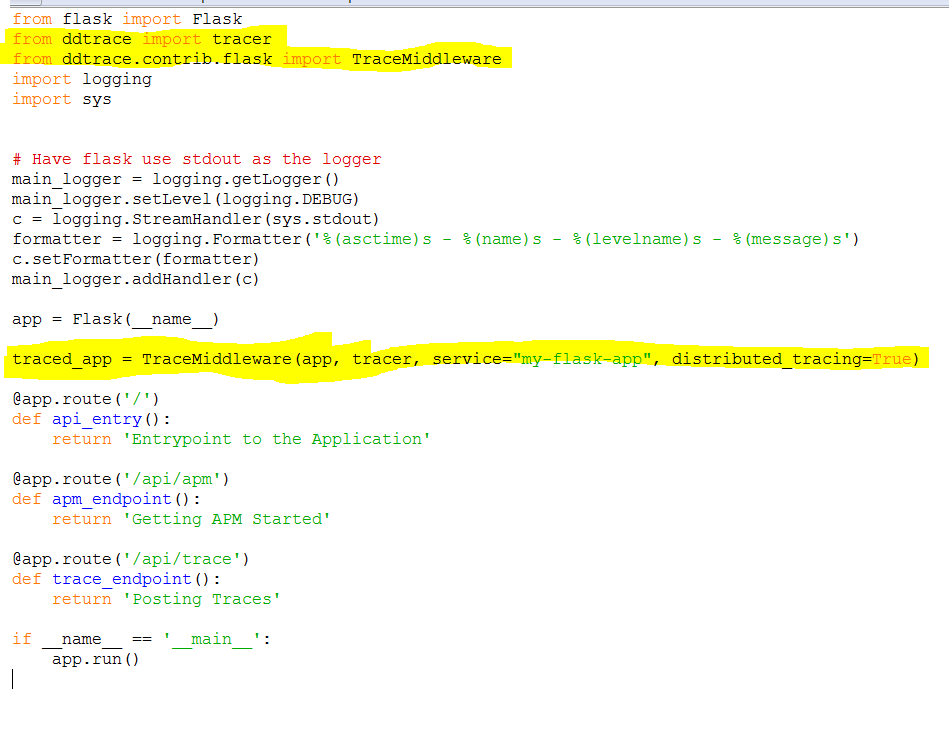 from flask import Flask
from ddtrace import tracer
from ddtrace.contrib.flask import TraceMiddleware
import logging
import sys
# Have flask use stdout as the logger
main_logger = logging.getLogger()
main_logger.setLevel(logging.DEBUG)
c = logging.StreamHandler(sys.stdout)
formatter = logging.Formatter('%(asctime)s - %(name)s - %(levelname)s - %(message)s')
c.setFormatter(formatter)
main_logger.addHandler(c)
app = Flask(__name__)
traced_app = TraceMiddleware(app, tracer, service="my-flask-app", distributed_tracing=True)
@app.route('/')
def api_entry():
    return 'Entrypoint to the Application'
@app.route('/api/apm')
def apm_endpoint():
    return 'Getting APM Started'
@app.route('/api/trace')
def trace_endpoint():
    return 'Posting Traces'
if __name__ == '__main__':
    app.run()